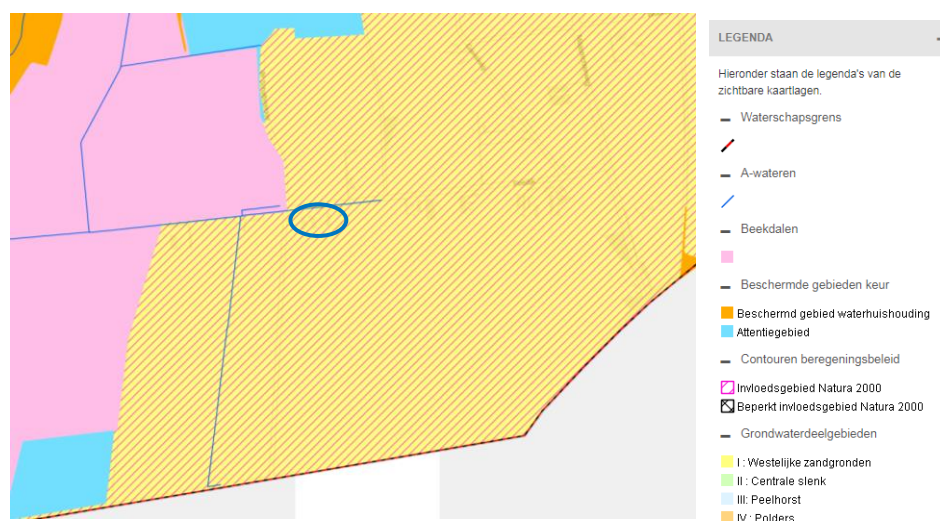 LEGENDA
Hieronder staan de legenda's van de
zichtbare kaartlagen.
Waterschapsgrens
A-wateren
Beekdalen
Beschermde gebieden keur
Beschermd gebied waterhuishouding
Attentiegebied
Contouren beregeningsbeleid
Invloedsgebied Natura 2000
Beperkt invloedsgebied Natura 2000
Grondwaterdeelgebieden
I : Westelijke zandgronden
II : Centrale slenk
III: Peelhorst
IV : Polders